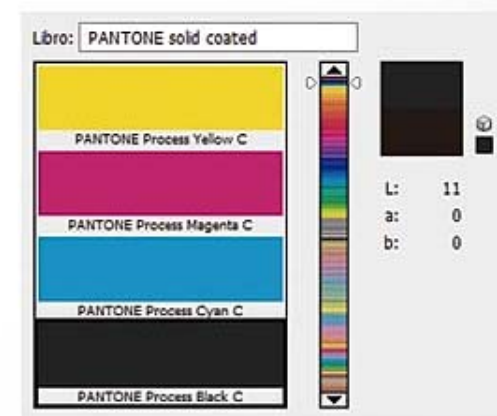 Libro: PANTONE solid coated
PANTONE Process Yellow C
PANTONE Process Magenta C
PANTONE Process Cyan C
PANTONE Process Black C
L: 11
a: 0
b: 0